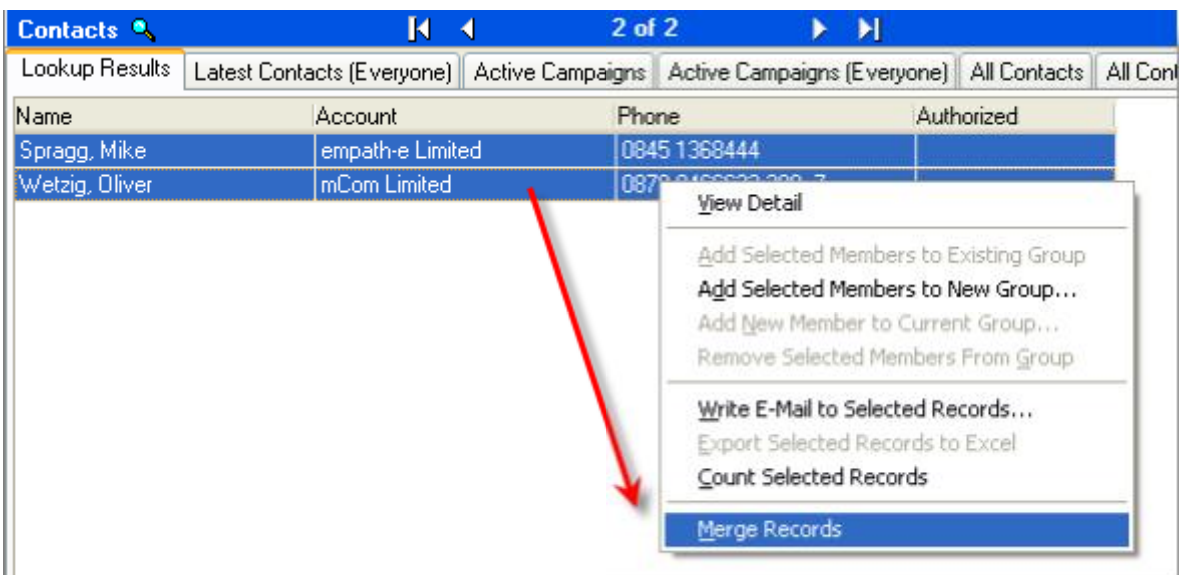 Contacts 2 of 2
Lookup Results Latest Contacts (Everyone) Active Campaigns Active Campaigns (Everyone) All Contacts All Cont
Name Account Phone Authorized
Spragg, Mike empath-e Limited 0845 1368444
Wetzig, Oliver mCom Limited
View Detail
Add Selected Members to Existing Group
Add Selected Members to New Group...
Add New Member to Current Group...
Remove Selected Members From Group
Write E-Mail to Selected Records...
Export Selected Records to Excel
Count Selected Records
Merge Records